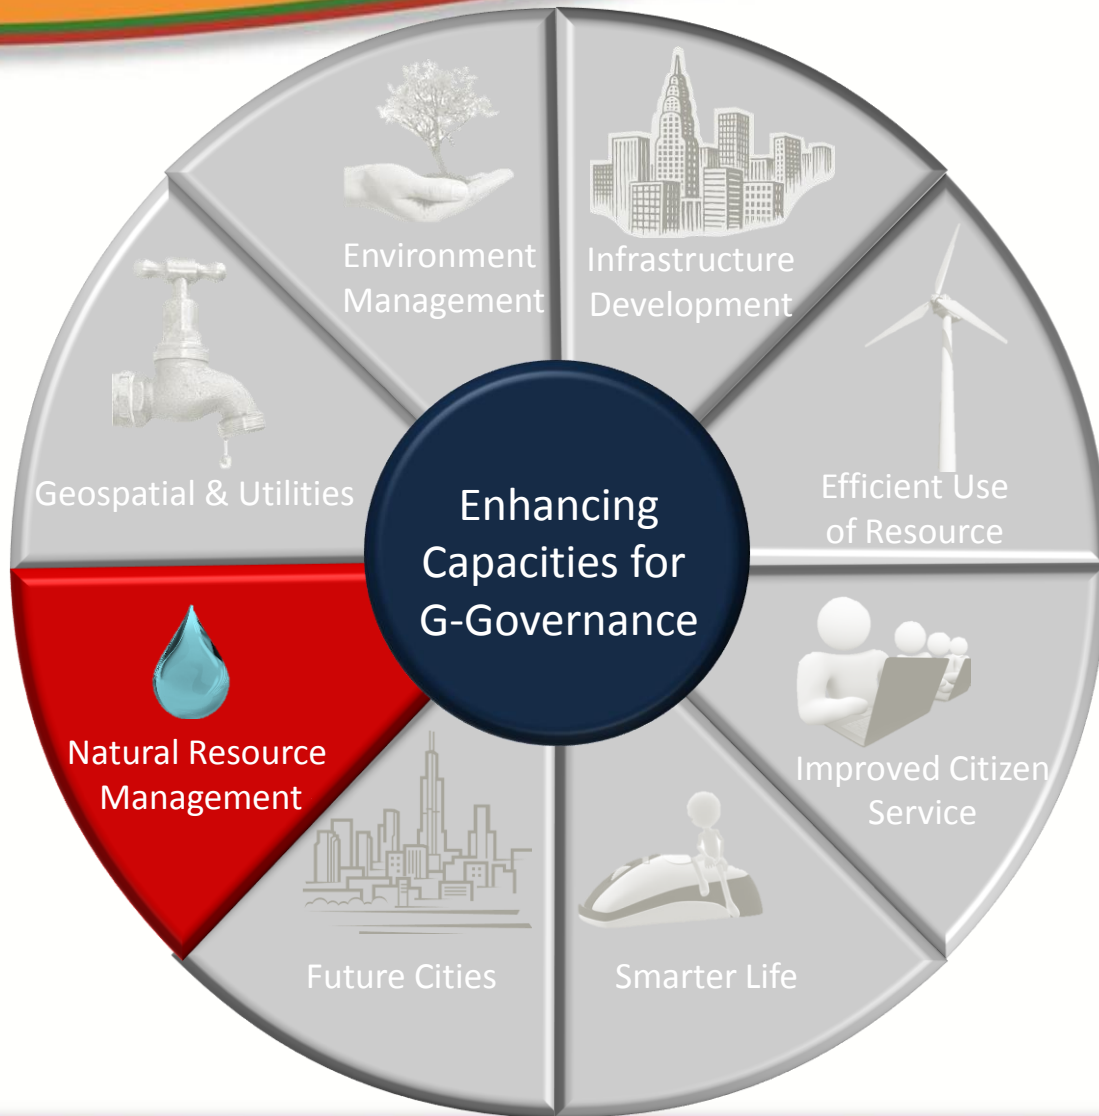 Environment
Management
Infrastructure
Development
Geospatial & Utilities
Efficient Use
of Resource
Enhancing
Capacities for
G-Governance
Natural Resource
Management
Improved Citizen
Service
Future Cities
Smarter Life